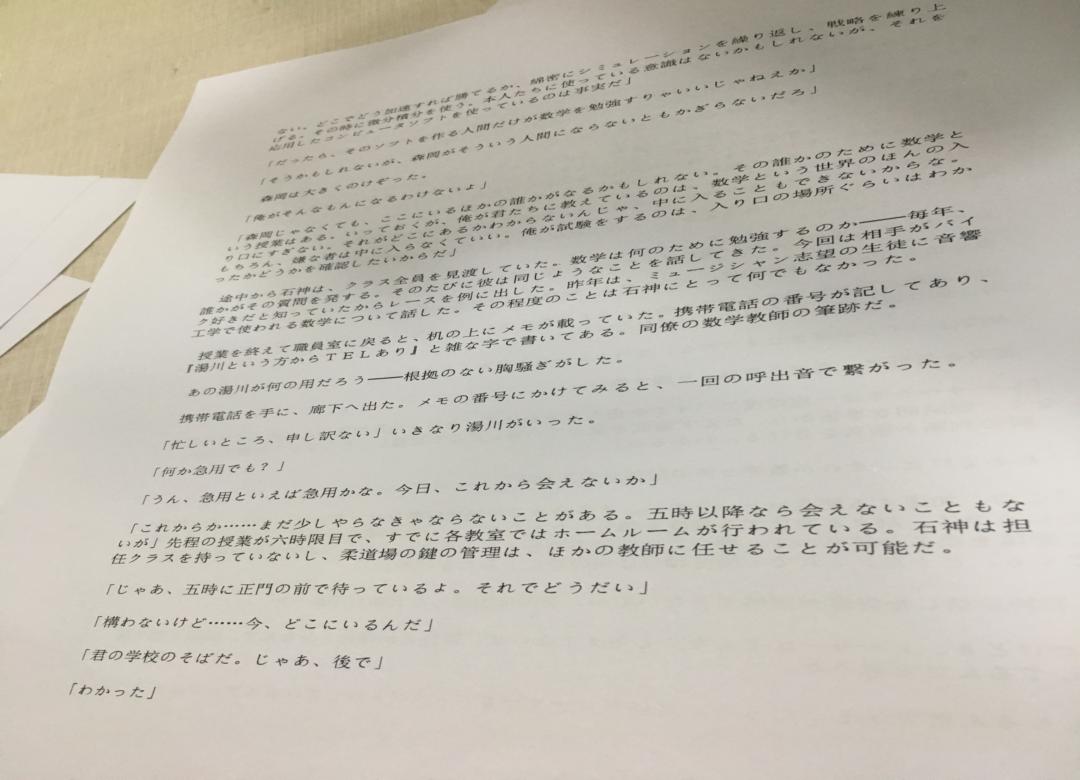 ない。どこでどう加速すれば勝てるか、綿密にシミュレーションを繰り返し、戦略を練り上
げる。その時に微分積分を使う。本人たちに使っている意識はないかもしれないが、それを
応用したコンピュータソフトを使っているのは事実だ」
「だったら、そのソフトを作る人間だけが数学を勉強すりゃいいじゃねえか」
「そうかもしれないが、森岡がそういう人間にならないともかぎらないだろ」
森岡は大きくのけぞった。
「俺がそんなもんになるわけないよ」
「森岡じゃなくても、ここにいるほかの誰かがなるかもしれない。その誰かのために数学と
いう授業はある。いっておくが、俺が君たちに教えているのは、数学という世界のほんの入
り口にすぎない。それがどこにあるかわからないんじゃ、中に入ることもできないからな。
もちろん、嫌な者は中に入らなくていい。俺が試験をするのは、入り口の場所ぐらいはわか
ったかどうかを確認したいからだ」
途中から石神は、クラス全員を見渡していた。数学は何のために勉強するのか――毎年、
誰かがその質問を発する。そのたびに彼は同じようなことを話してきた。今回は相手がバイ
ク好きだと知っていたからレースを例に出した。昨年は、ミュージシャン志望の生徒に音響
工学で使われる数学について話した。その程度のことは石神にとって何でもなかった。
授業を終えて職員室に戻ると、机の上にメモが載っていた。携帯電話の番号が記してあり、
『湯川という方からＴＥＬあり』と雑な字で書いてある。同僚の数学教師の筆跡だ。
あの湯川が何の用だろう――根拠のない胸騒ぎがした。
携帯電話を手に、廊下へ出た。メモの番号にかけてみると、一回の呼出音で繋がった。
「忙しいところ、申し訳ない」いきなり湯川がいった。
「何か急用でも？」
「うん、急用といえば急用かな。今日、これから会えないか」
「これからか……まだ少しやらなきゃならないことがある。五時以降なら会えないこともな
いが」先程の授業が六時限目で、すでに各教室ではホームルームが行われている。石神は担
任クラスを持っていないし、柔道場の鍵の管理は、ほかの教師に任せることが可能だ。
「じゃあ、五時に正門の前で待っているよ。それでどうだい」
「構わないけど……今、どこにいるんだ」
「君の学校のそばだ。じゃあ、後で」
「わかった」